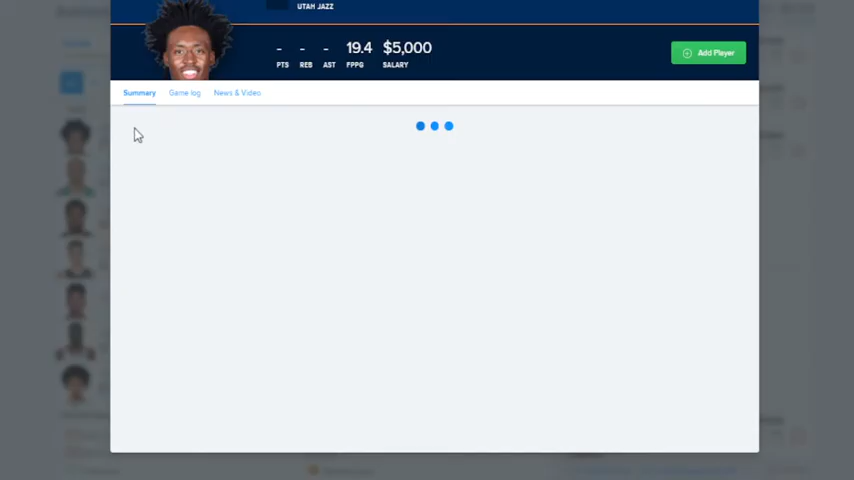 UTAH JAZZ
- - - 19.4 $5,000
PTS REB AST FPPG SALARY
Add Player
Summary Game log News & Video